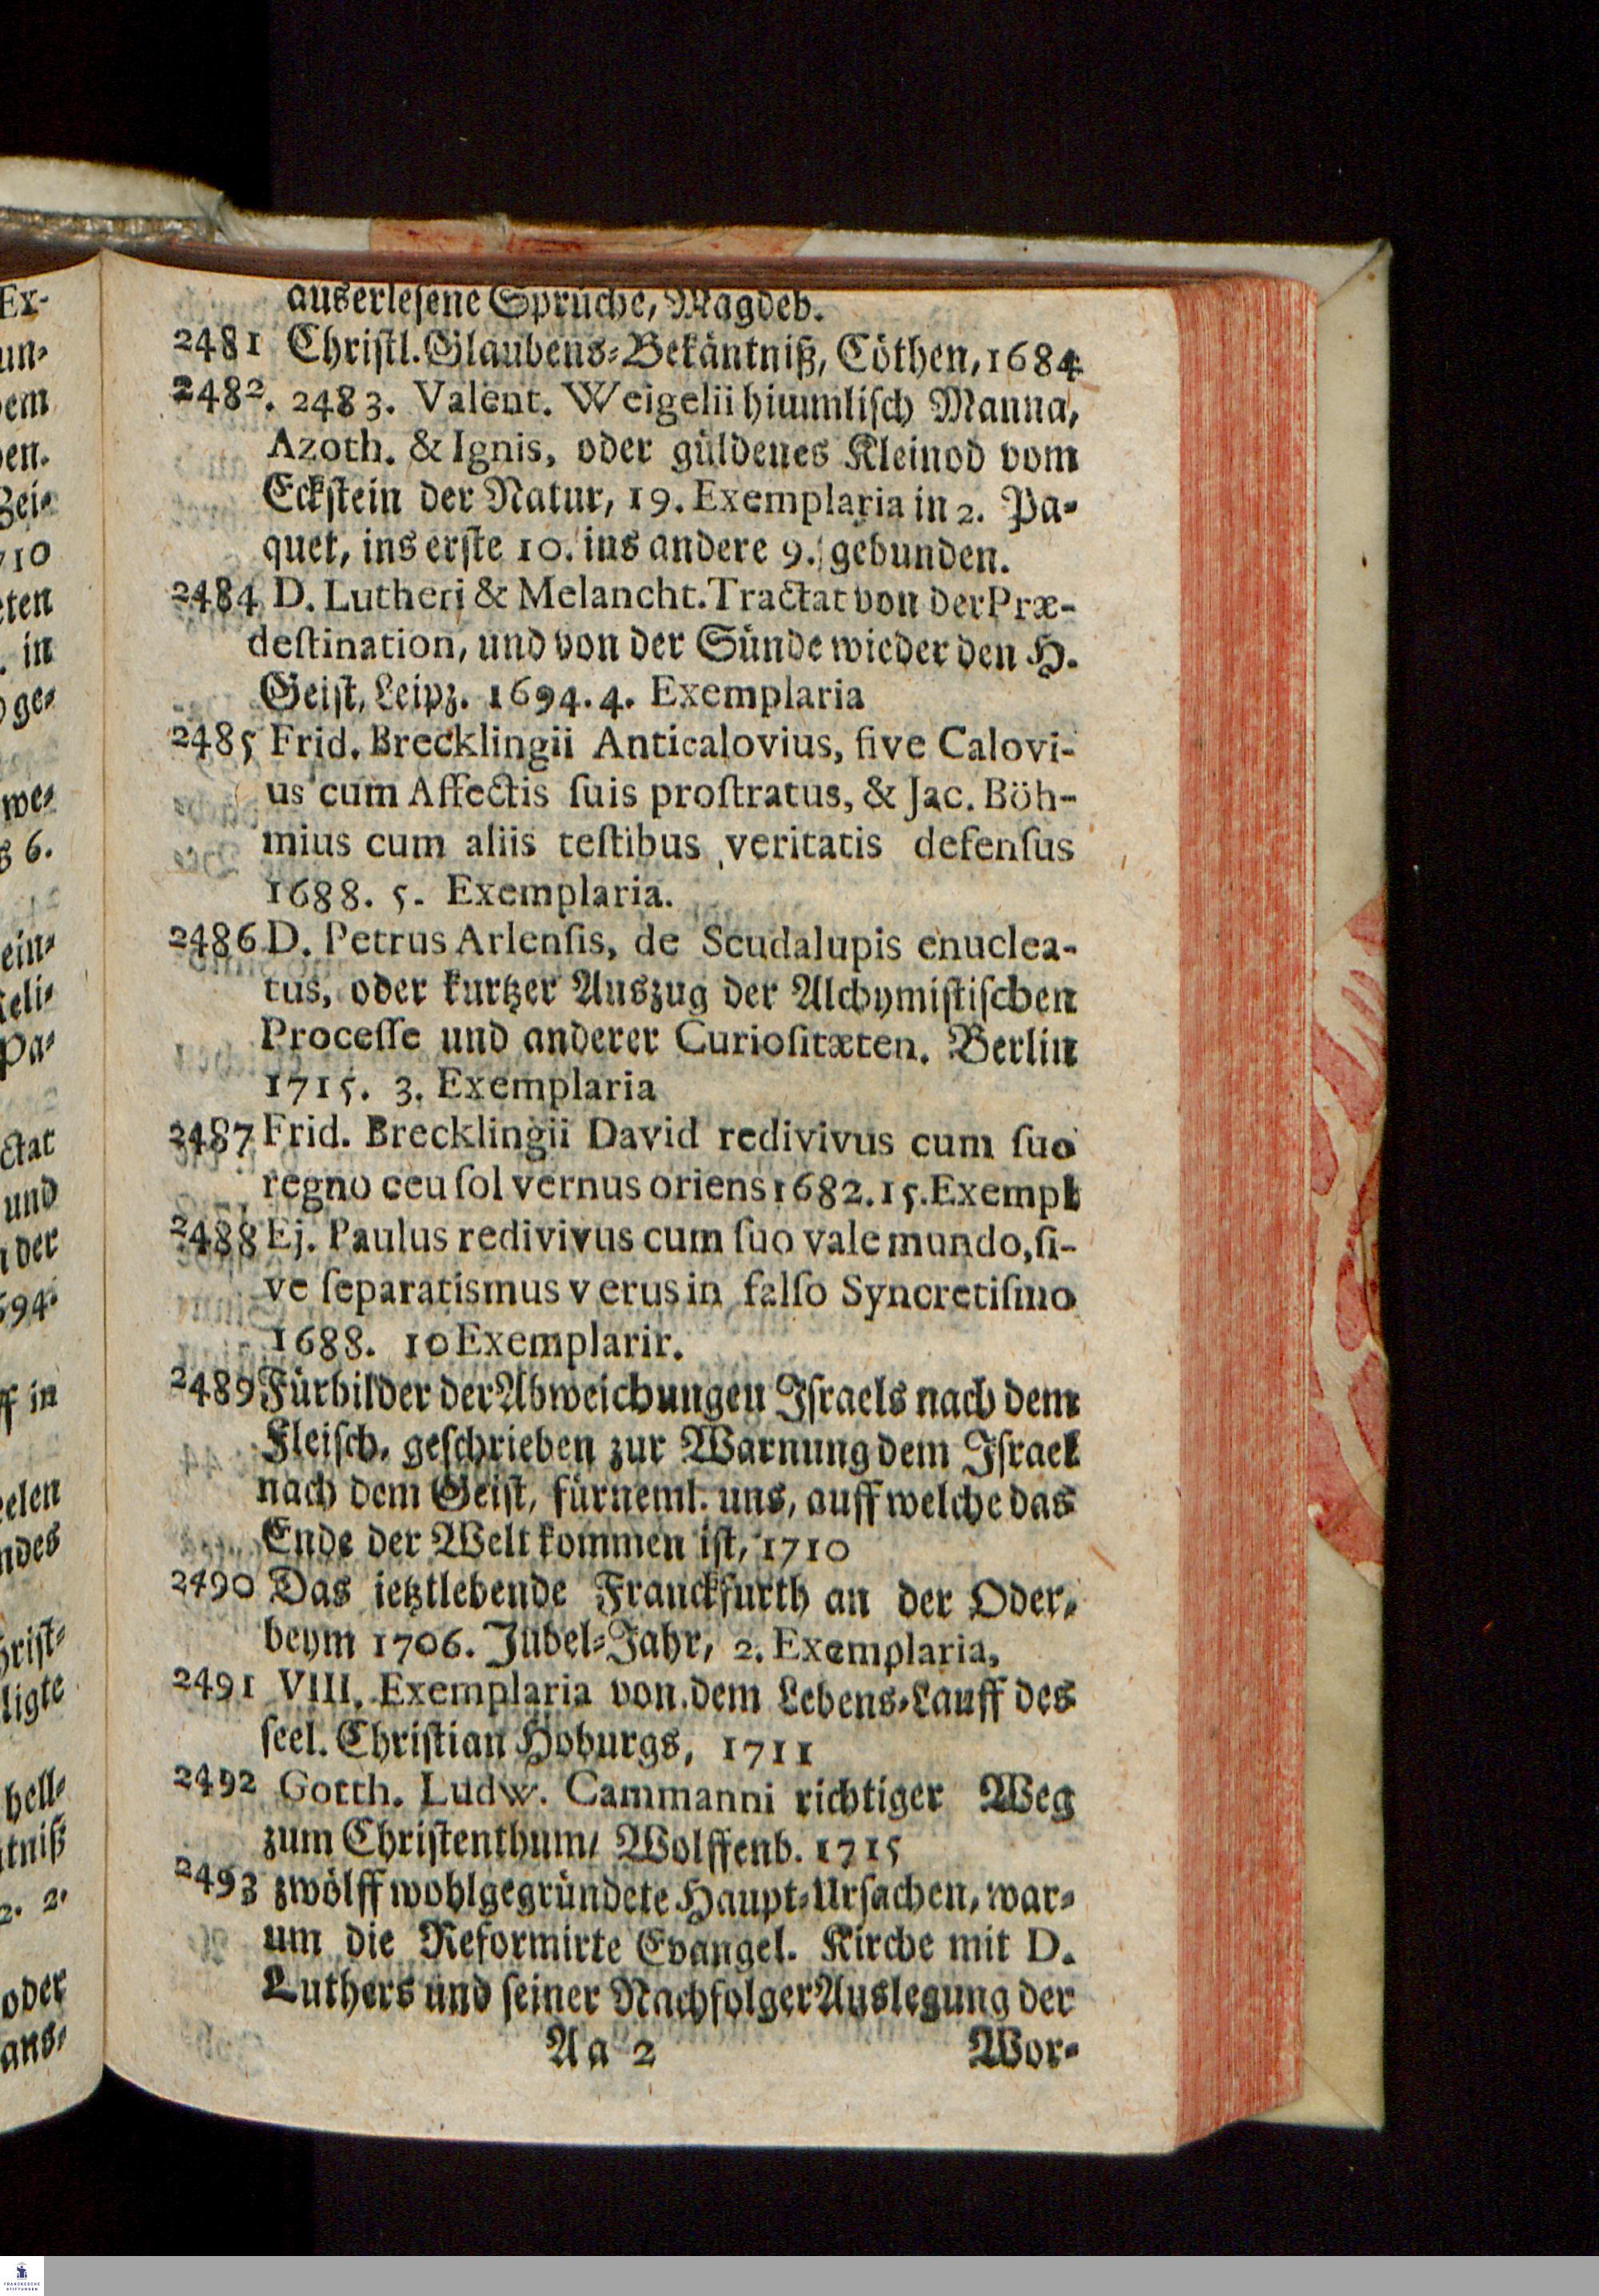 auserlesene Sprüche, Magdeb.
2481 Christl. Glaubens-Bekäntniß, Cöthen, 1684
2482. 2483. Valent. Weigelii himmlisch Manna,
Azoth. & Ignis, oder güldenes Kleinod vom
Eckstein der Natur, 19. Exemplaria in 2. Pa-
quet, ins erste 10. ins andere 9. gebunden.
2484 D. Lutheri & Melancht. Tractat von der Præ-
destination, und von der Sünde wieder den H.
Geist, Leipz. 1694. 4. Exemplaria
2485 Frid. Brecklingii Anticalovius, sive Calovi-
us cum Affectis suis prostratus, & Jac. Böh-
mius cum aliis testibus veritatis defensus
1688. 5. Exemplaria.
2486 D. Petrus Arlensis, de Scudalupis enuclea-
tus, oder kurtzer Auszug der Alchymistischen
Processe und anderer Curiositæten. Berlin
1715. 3. Exemplaria
2487 Frid. Brecklingii David redivivus cum suo
regno ceu sol vernus oriens 1682. 15. Exempl
2488 Ej. Paulus redivivus cum suo vale mundo, si-
ve separatismus verus in falso Syncretismo
1688. 10 Exemplarir.
2489 Fürbilder der Abweichungen Israels nach dem
Fleisch, geschrieben zur Warnung dem Israel
nach dem Geist, fürneml. uns, auff welche das
Ende der Welt kommen ist, 1710
2490 Das ietztlebende Franckfurth an der Oder,
beym 1706. Jubel-Jahr, 2. Exemplaria,
2491 VIII. Exemplaria von dem Lebens-Lauff des
seel. Christian Hoburgs, 1711
2492 Gotth. Ludw. Cammanni richtiger Weg
zum Christenthum/ Wolffenb. 1715
2493 zwölff wohlgegründete Haupt-Ursachen, war-
um die Reformirte Evangel. Kirche mit D.
Luthers und seiner Nachfolger Auslegung der
Aa 2 Wor-